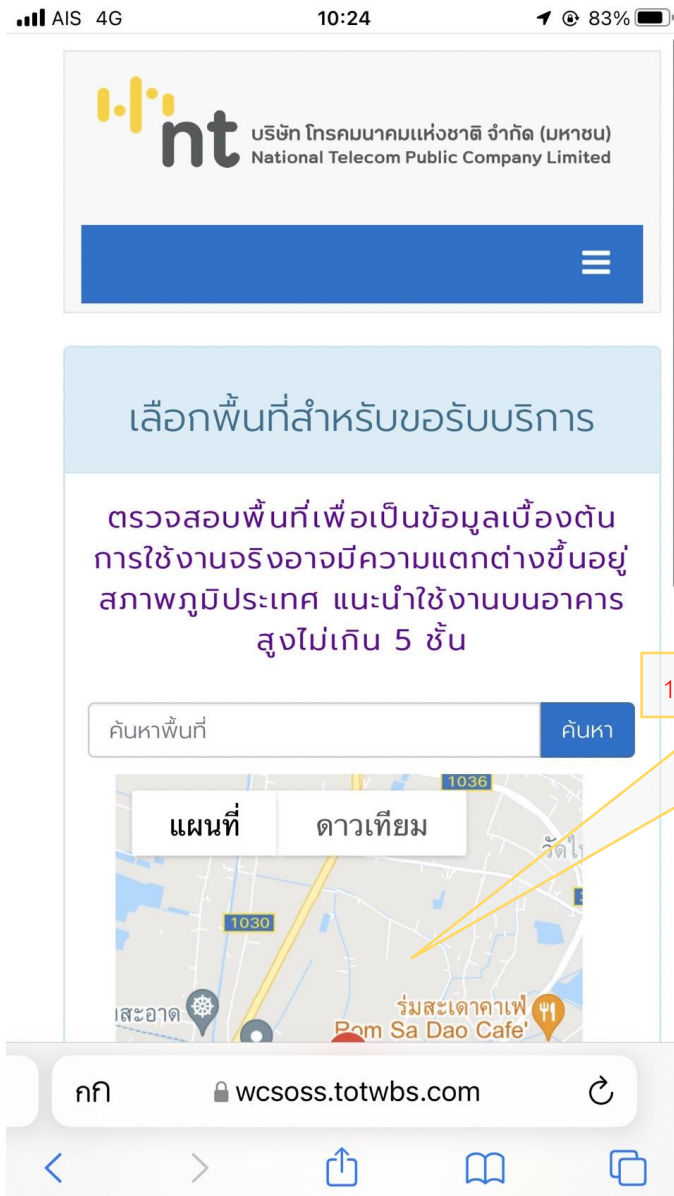 AIS 4G 10:24 83%
nt บริษัท โทรคมนาคมแห่งชาติ จำกัด (มหาชน)
National Telecom Public Company Limited
เลือกพื้นที่สำหรับขอรับบริการ
ตรวจสอบพื้นที่เพื่อเป็นข้อมูลเบื้องต้น
การใช้งานจริงอาจมีความแตกต่างขึ้นอยู่
สภาพภูมิประเทศ แนะนำใช้งานบนอาคาร
สูงไม่เกิน 5 ชั้น
1
ค้นหาพื้นที่ ค้นหา
1036
แผนที่ ดาวเทียม
1030
ร่มสะเดาคาเฟ่
Rom Sa Dao Cafe'
กก wcsoss.totwbs.com